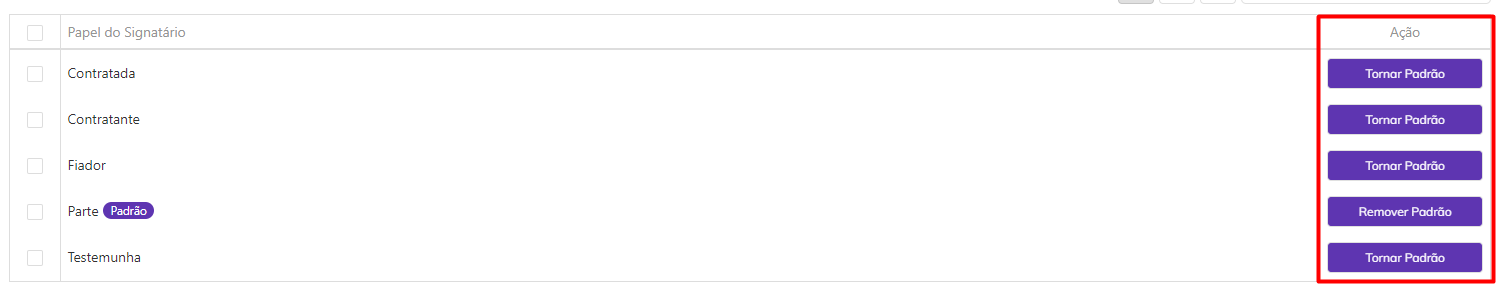 Papel do Signatário Ação
Contratada Tornar Padrão
Contratante Tornar Padrão
Fiador Tornar Padrão
Parte Padrão Remover Padrão
Testemunha Tornar Padrão